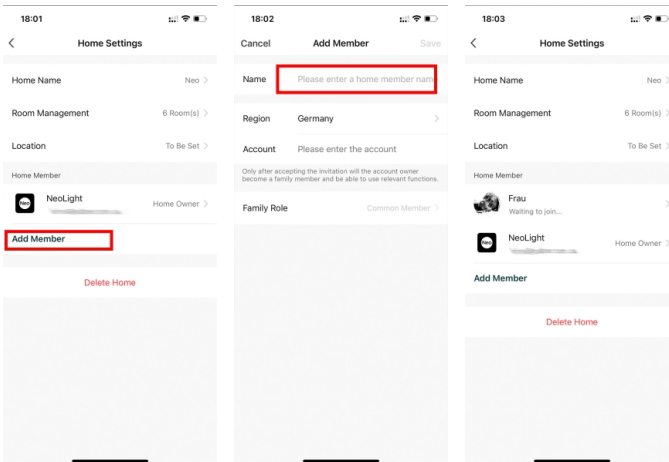 18:01
Home Settings
Home Name Neo
Room Management 6 Room(s)
Location To Be Set
Home Member
Neo NeoLight Home Owner
Add Member
Delete Home
18:02
Cancel Add Member Save
Name Please enter a home member name
Region Germany
Account Please enter the account
Only after accepting the invitation will the account owner
become a family member and be able to use relevant functions.
Family Role Common Member
18:03
Home Settings
Home Name Neo
Room Management 6 Room(s)
Location To Be Set
Home Member
Frau
Waiting to join...
Neo NeoLight Home Owner
Add Member
Delete Home